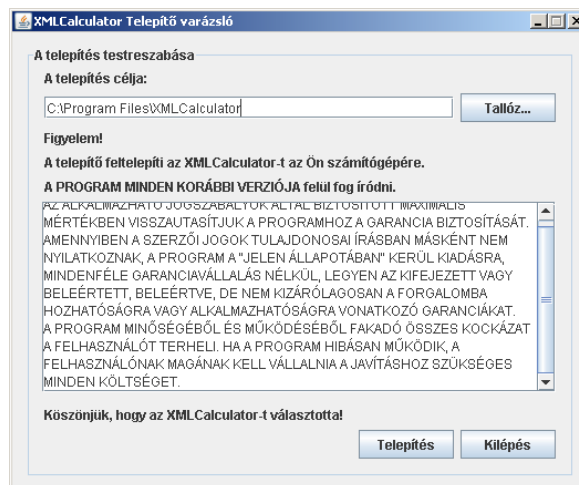 XMLCalculator Telepítő varázsló
A telepítés testreszabása
A telepítés célja:
C:\Program Files\XMLCalculator
Tallóz...
Figyelem!
A telepítő feltelepiti az XMLCalculator-t az Ön számítógépére.
A PROGRAM MINDEN KORÁBBI VERZIÓJA felül fog íródni.
AZ ALKALMAZHATÓ JOGSZABÁLYOK ÁLTAL BIZTOSÍTOTT MAXIMÁLIS
MÉRTÉKBEN VISSZAUTASÍTJUK A PROGRAMHOZ A GARANCIA BIZTOSÍTÁSÁT.
AMENNYIBEN A SZERZŐI JOGOK TULAJDONOSAI ÍRÁSBAN MÁSKÉNT NEM
NYILATKOZNAK, A PROGRAM A "JELEN ÁLLAPOTÁBAN" KERÜL KIADÁSRA,
MINDENFÉLE GARANCIAVÁLLALÁS NÉLKÜL, LEGYEN AZ KIFEJEZETT VAGY
BELEÉRTETT, BELEÉRTVE, DE NEM KIZÁRÓLAGOSAN A FORGALOMBA
HOZHATÓSÁGRA VAGY ALKALMAZHATÓSÁGRA VONATKOZÓ GARANCIÁKAT.
A PROGRAM MINŐSÉGÉBŐL ÉS MŰKÖDÉSÉBŐL FAKADÓ ÖSSZES KOCKÁZAT
A FELHASZNÁLÓT TERHELI. HA A PROGRAM HIBÁSAN MŰKÖDIK, A
FELHASZNÁLÓNAK MAGÁNAK KELL VÁLLALNIA A JAVÍTÁSHOZ SZÜKSÉGES
MINDEN KÖLTSÉGET.
Köszönjük, hogy az XMLCalculator-t választotta!
Telepítés
Kilépés